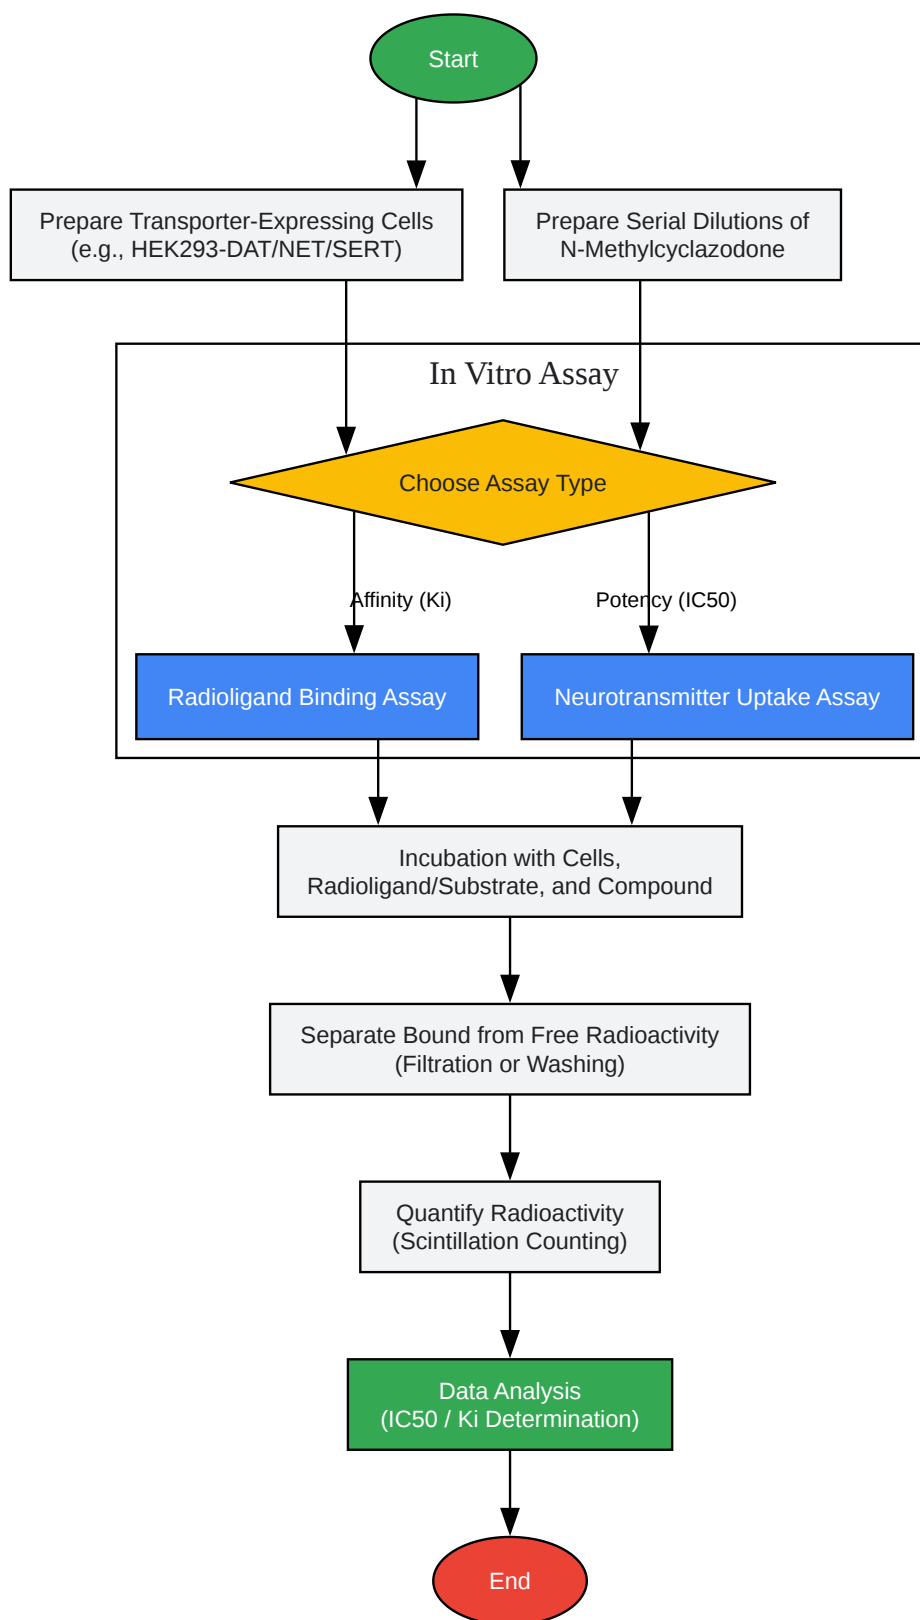 Start
Prepare Transporter-Expressing Cells
(e.g., HEK293-DAT/NET/SERT)
Prepare Serial Dilutions of
N-Methylcyclazodone
In Vitro Assay
Choose Assay Type
Affinity (Ki)
Potency (IC50)
Radioligand Binding Assay
Neurotransmitter Uptake Assay
Incubation with Cells,
Radioligand/Substrate, and Compound
Separate Bound from Free Radioactivity
(Filtration or Washing)
Quantify Radioactivity
(Scintillation Counting)
Data Analysis
(IC50 / Ki Determination)
End